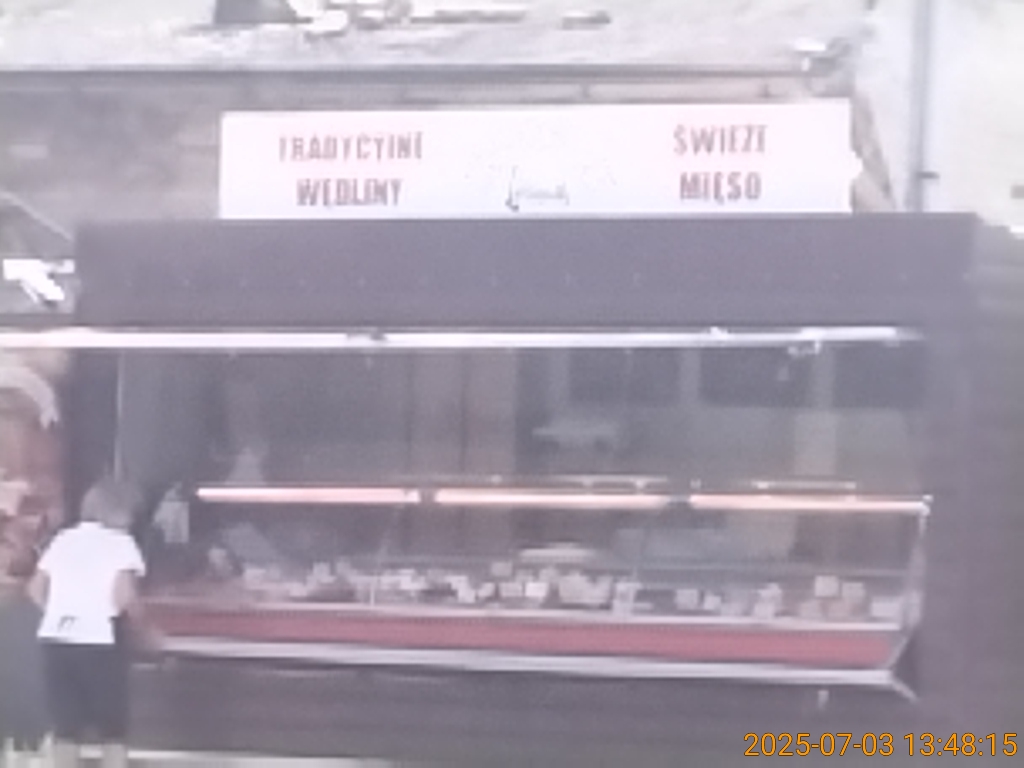 TRADYCYJNE
WĘDLINY
ŚWIEŻE
MIĘSO
2025-07-03 13:48:15